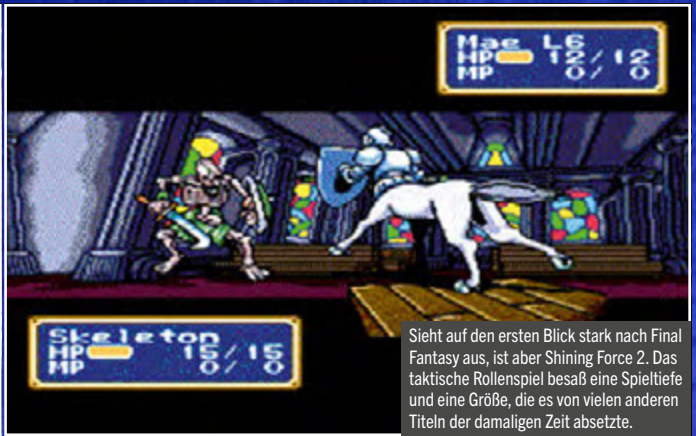 Mae L6
HP 12/12
MP 0/ 0
Skeleton
HP 15/15
MP 0/ 0
Sieht auf den ersten Blick stark nach Final
Fantasy aus, ist aber Shining Force 2. Das
taktische Rollenspiel besaß eine Spieltiefe
und eine Größe, die es von vielen anderen
Titeln der damaligen Zeit absetzte.